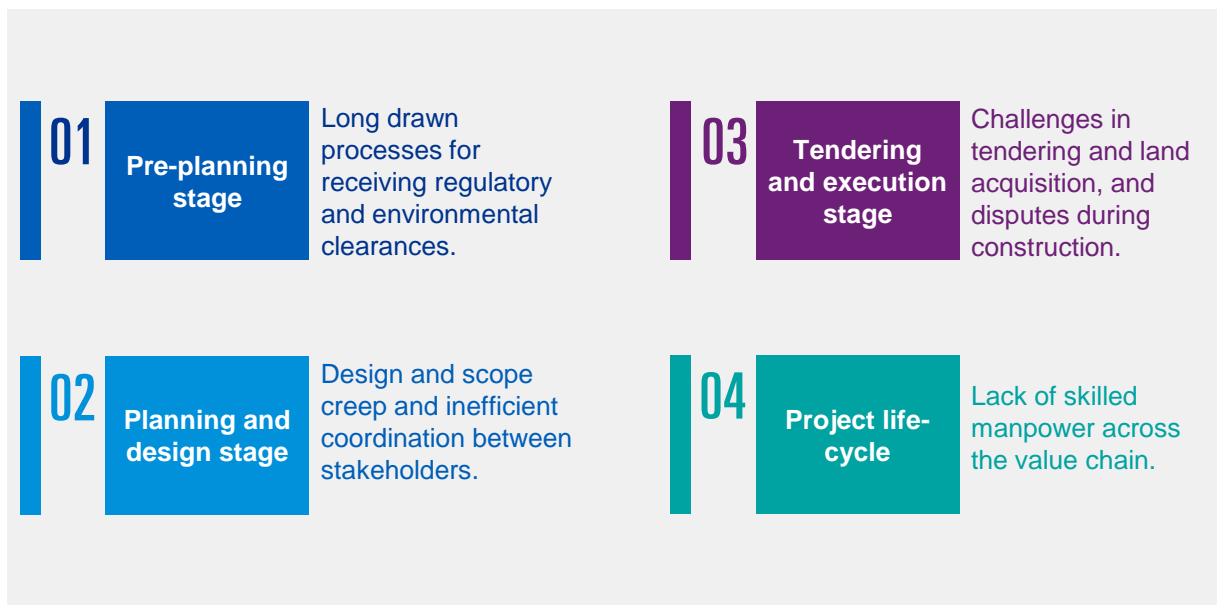 01
Pre-planning
stage
Long drawn
processes for
receiving regulatory
and environmental
clearances.
02
Planning and
design stage
Design and scope
creep and inefficient
coordination between
stakeholders.
03
Tendering
and execution
stage
Challenges in
tendering and land
acquisition, and
disputes during
construction.
04
Project life-
cycle
Lack of skilled
manpower across
the value chain.